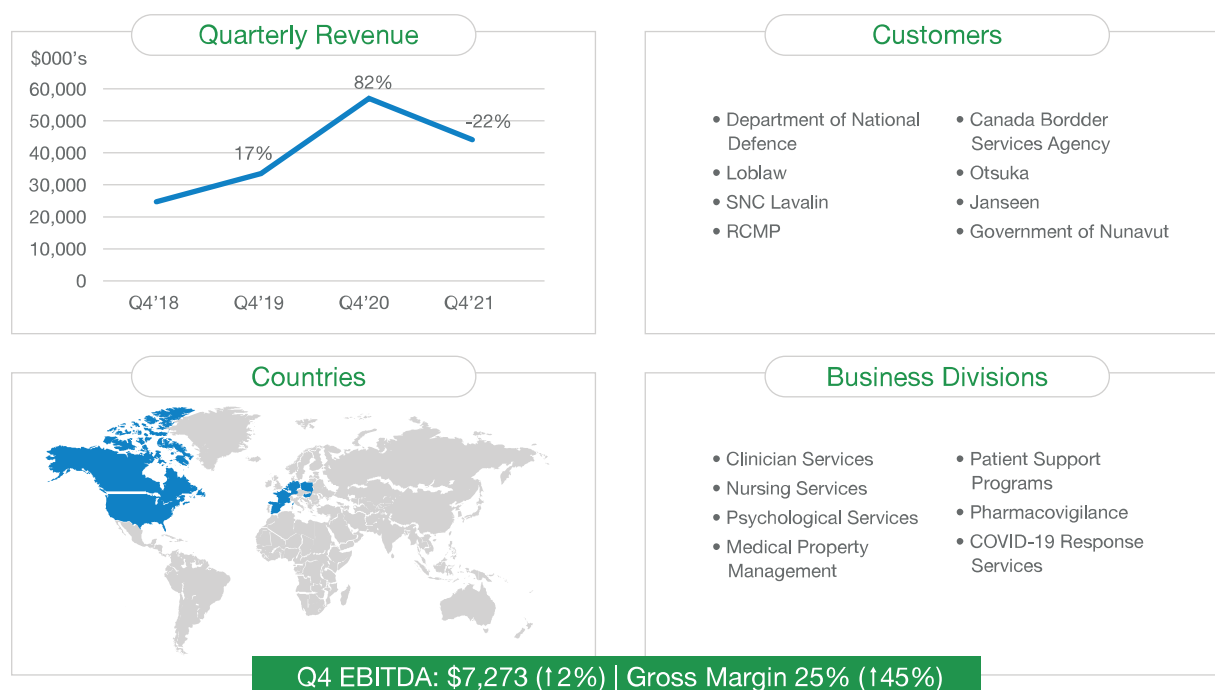 Quarterly Revenue
$000's
60,000
50,000
40,000
30,000
20,000
10,000
0
17%
82%
-22%
Q4'18
Q4'19
Q4'20
Q4'21
Customers
• Department of National
Defence
• Loblaw
• SNC Lavalin
• RCMP
• Canada Bordder
Services Agency
• Otsuka
• Janseen
• Government of Nunavut
Countries
Business Divisions
• Clinician Services
• Nursing Services
• Psychological Services
• Medical Property
Management
• Patient Support
Programs
• Pharmacovigilance
• COVID-19 Response
Services
Q4 EBITDA: $7,273 (↑2%) | Gross Margin 25% (↑45%)